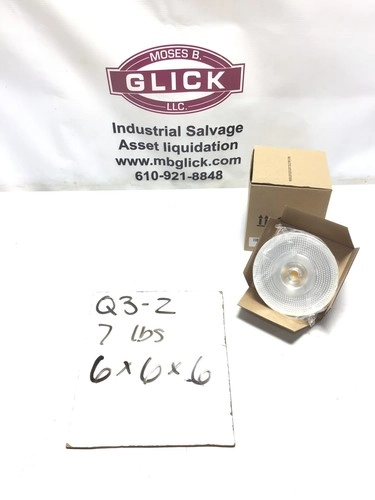 MOSES B.
GLICK
LLC.
Industrial Salvage
Asset liquidation
www.mbglick.com
610-921-8848
Q3-2
7 lbs
6x6x6